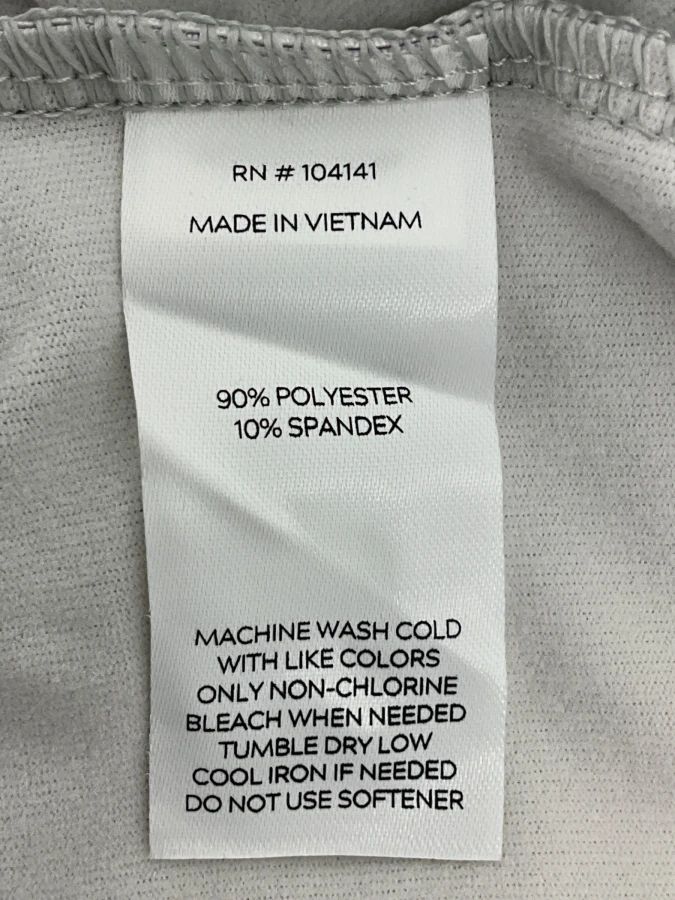 RN # 104141
MADE IN VIETNAM
90% POLYESTER
10% SPANDEX
MACHINE WASH COLD
WITH LIKE COLORS
ONLY NON-CHLORINE
BLEACH WHEN NEEDED
TUMBLE DRY LOW
COOL IRON IF NEEDED
DO NOT USE SOFTENER